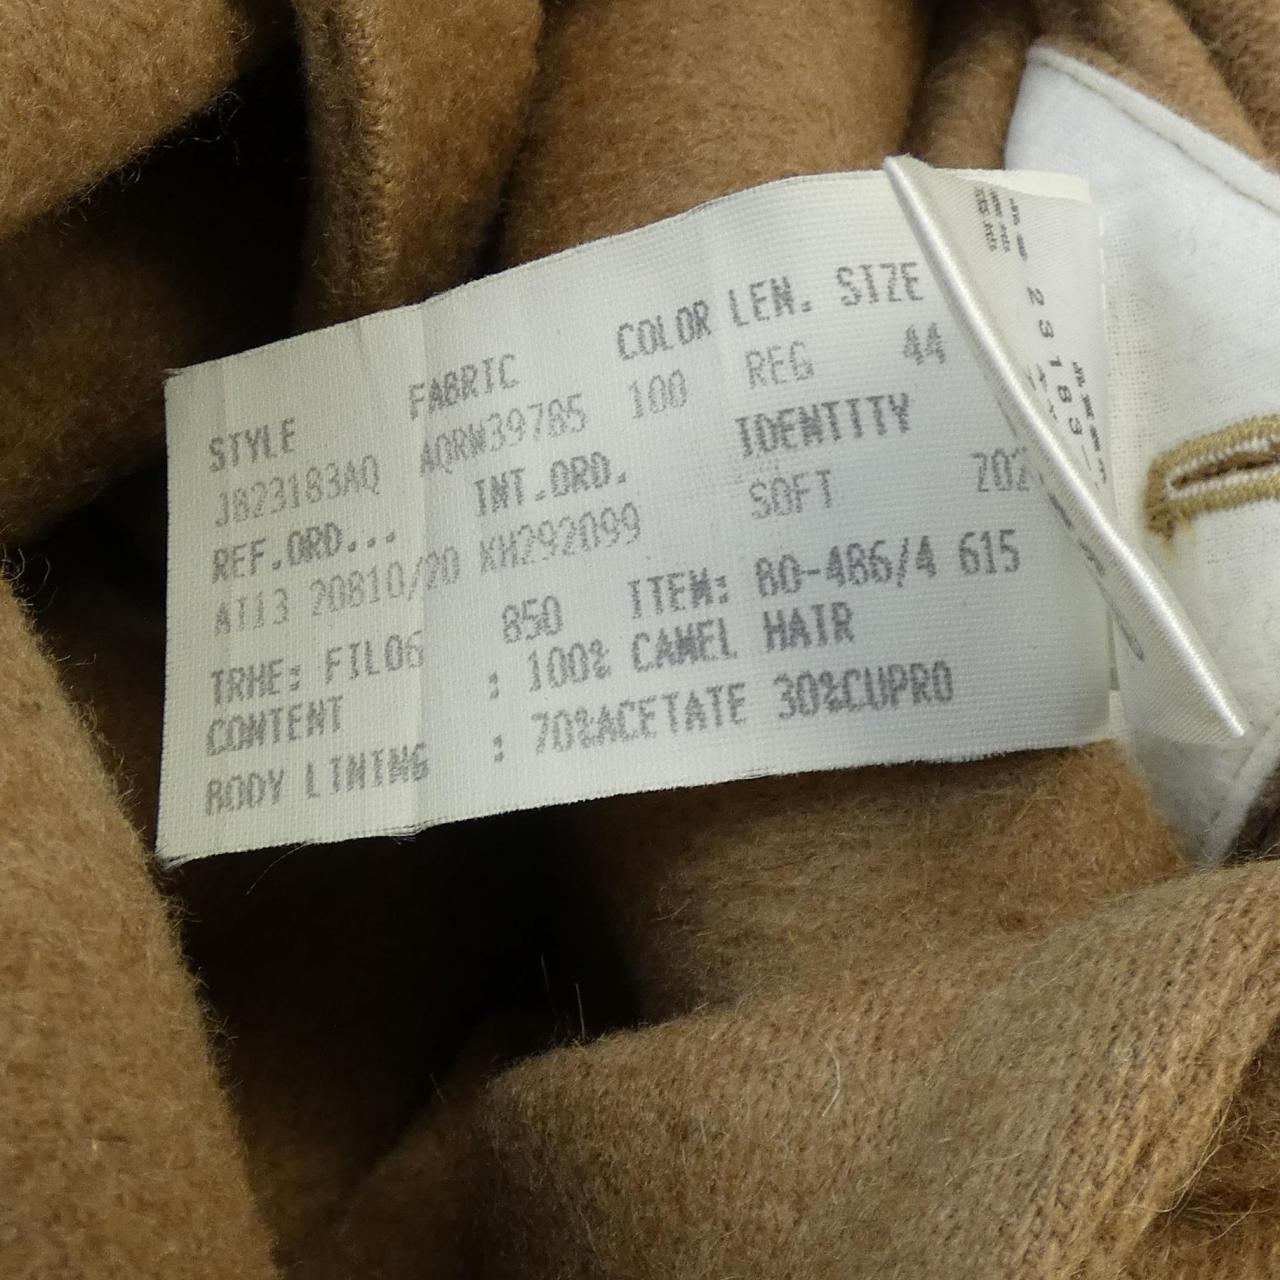 STYLE FABRIC COLOR LEN. SIZE
J823183AQ AQRW39785 100 REG 44
REF.ORD... INT.ORD. IDENTITY
AI13 20810/20 KH292099 SOFT 202
TRHE: FIL06 850 ITEM: 80-486/4 615
CONTENT : 100% CAMEL HAIR
BODY LINING : 70%ACETATE 30%CUPRO
23183